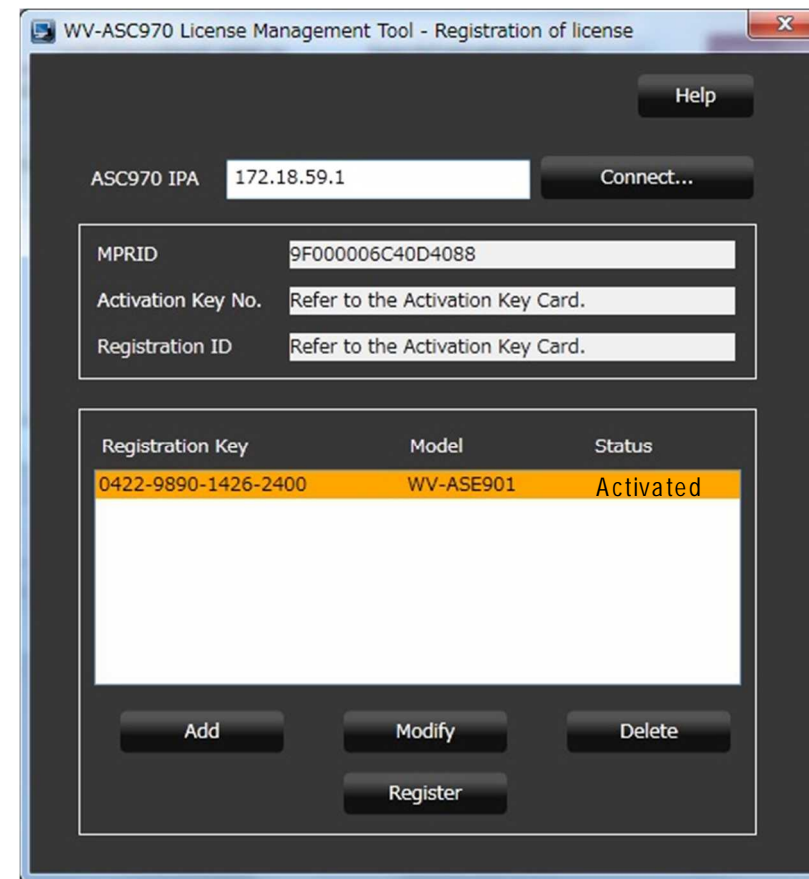 WV-ASC970 License Management Tool - Registration of license
Help
ASC970 IPA 172.18.59.1 Connect...
MPRID 9F000006C40D4088
Activation Key No. Refer to the Activation Key Card.
Registration ID Refer to the Activation Key Card.
Registration Key Model Status
0422-9890-1426-2400 WV-ASE901 Activated
Add Modify Delete
Register